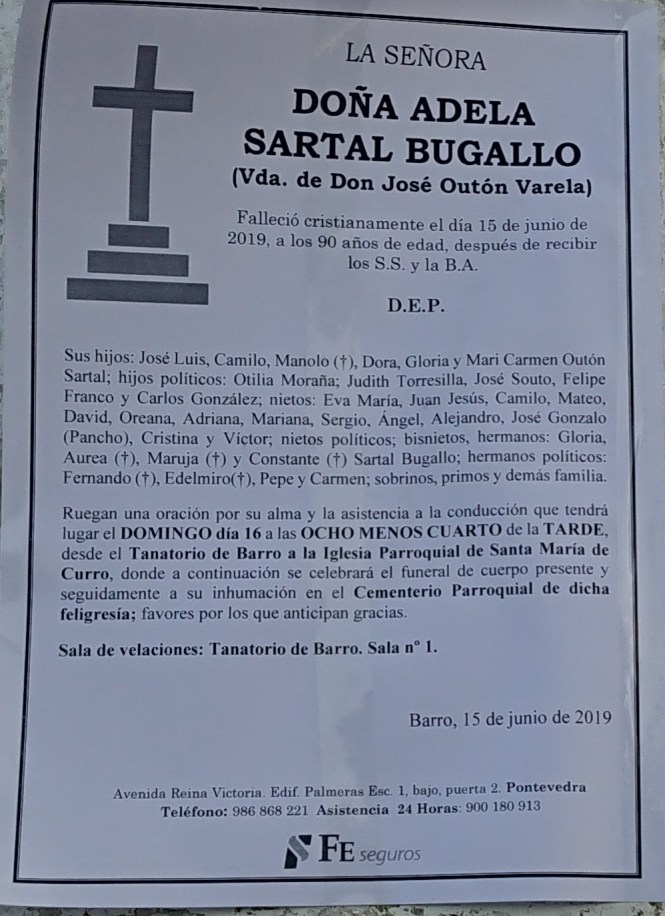 LA SEÑORA
DOÑA ADELA
SARTAL BUGALLO
(Vda. de Don José Outón Varela)
Falleció cristianamente el día 15 de junio de
2019, a los 90 años de edad, después de recibir
los S.S. y la B.A.
D.E.P.
Sus hijos: José Luis, Camilo, Manolo (†), Dora, Gloria y Mari Carmen Outón
Sartal; hijos políticos: Otilia Moraña; Judith Torresilla, José Souto, Felipe
Franco y Carlos González; nietos: Eva María, Juan Jesús, Camilo, Mateo,
David, Oreana, Adriana, Mariana, Sergio, Ángel, Alejandro, José Gonzalo
(Pancho), Cristina y Víctor; nietos políticos; bisnietos, hermanos: Gloria,
Aurea (†), Maruja (†) y Constante (†) Sartal Bugallo; hermanos políticos:
Fernando (†), Edelmiro(†), Pepe y Carmen; sobrinos, primos y demás familia.
Ruegan una oración por su alma y la asistencia a la conducción que tendrá
lugar el DOMINGO día 16 a las OCHO MENOS CUARTO de la TARDE,
desde el Tanatorio de Barro a la Iglesia Parroquial de Santa María de
Curro, donde a continuación se celebrará el funeral de cuerpo presente y
seguidamente a su inhumación en el Cementerio Parroquial de dicha
feligresía; favores por los que anticipan gracias.
Sala de velaciones: Tanatorio de Barro. Sala nº 1.
Barro, 15 de junio de 2019
Avenida Reina Victoria. Edif. Palmeras Esc. 1, bajo, puerta 2. Pontevedra
Teléfono: 986 868 221 Asistencia 24 Horas: 900 180 913
FE seguros